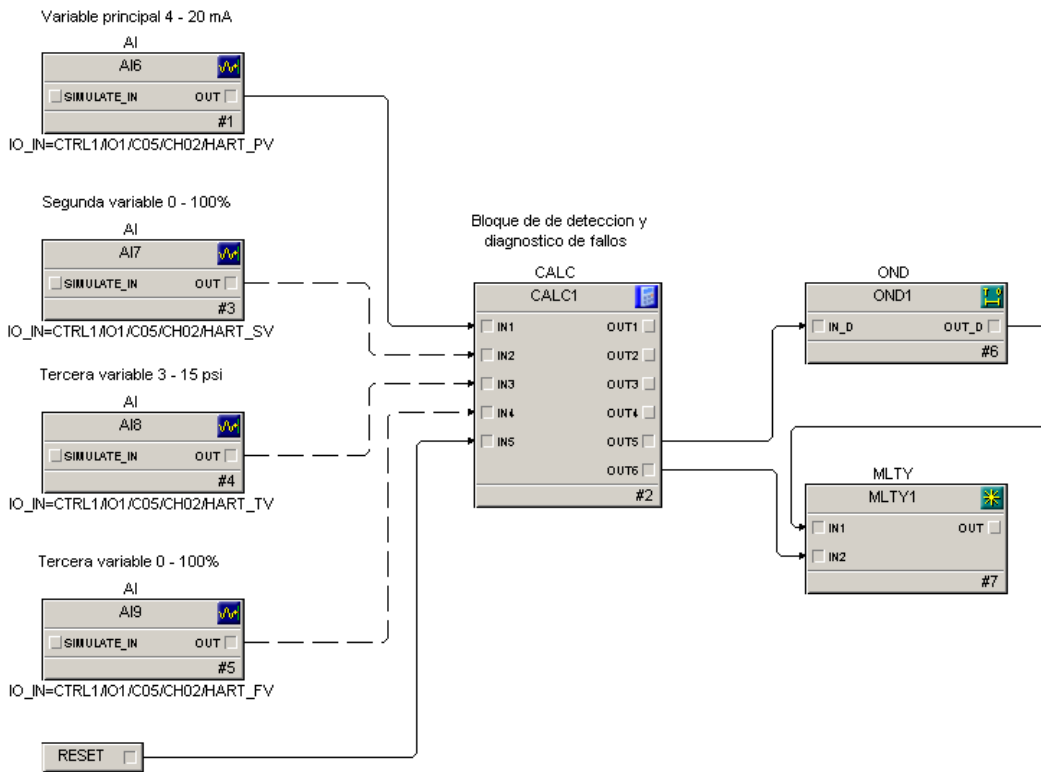 Variable principal 4 - 20 mA
AI
AI6
SIMULATE_IN OUT
#1
IO_IN=CTRL1/IO1/C05/CH02/HART_PV
Segunda variable 0 - 100%
AI
AI7
SIMULATE_IN OUT
#3
IO_IN=CTRL1/IO1/C05/CH02/HART_SV
Tercera variable 3 - 15 psi
AI
AI8
SIMULATE_IN OUT
#4
IO_IN=CTRL1/IO1/C05/CH02/HART_TV
Tercera variable 0 - 100%
AI
AI9
SIMULATE_IN OUT
#5
IO_IN=CTRL1/IO1/C05/CH02/HART_FV
RESET
Bloque de de deteccion y
diagnostico de fallos
CALC
CALC1
IN1 OUT1
IN2 OUT2
IN3 OUT3
IN4 OUT4
IN5 OUT5
OUT6
#2
OND
OND1
IN_D OUT_D
#6
MLTY
MLTY1
IN1 OUT
IN2
#7